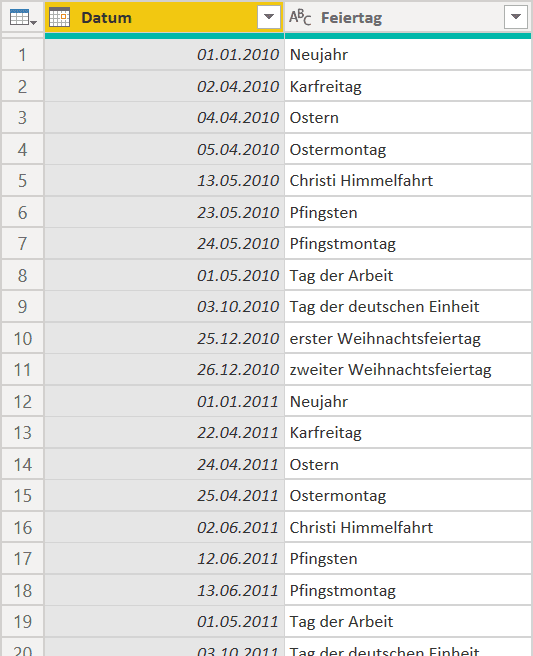 Datum ABC Feiertag
1 01.01.2010 Neujahr
2 02.04.2010 Karfreitag
3 04.04.2010 Ostern
4 05.04.2010 Ostermontag
5 13.05.2010 Christi Himmelfahrt
6 23.05.2010 Pfingsten
7 24.05.2010 Pfingstmontag
8 01.05.2010 Tag der Arbeit
9 03.10.2010 Tag der deutschen Einheit
10 25.12.2010 erster Weihnachtsfeiertag
11 26.12.2010 zweiter Weihnachtsfeiertag
12 01.01.2011 Neujahr
13 22.04.2011 Karfreitag
14 24.04.2011 Ostern
15 25.04.2011 Ostermontag
16 02.06.2011 Christi Himmelfahrt
17 12.06.2011 Pfingsten
18 13.06.2011 Pfingstmontag
19 01.05.2011 Tag der Arbeit
20 03.10.2011 Tag der deutschen Einheit